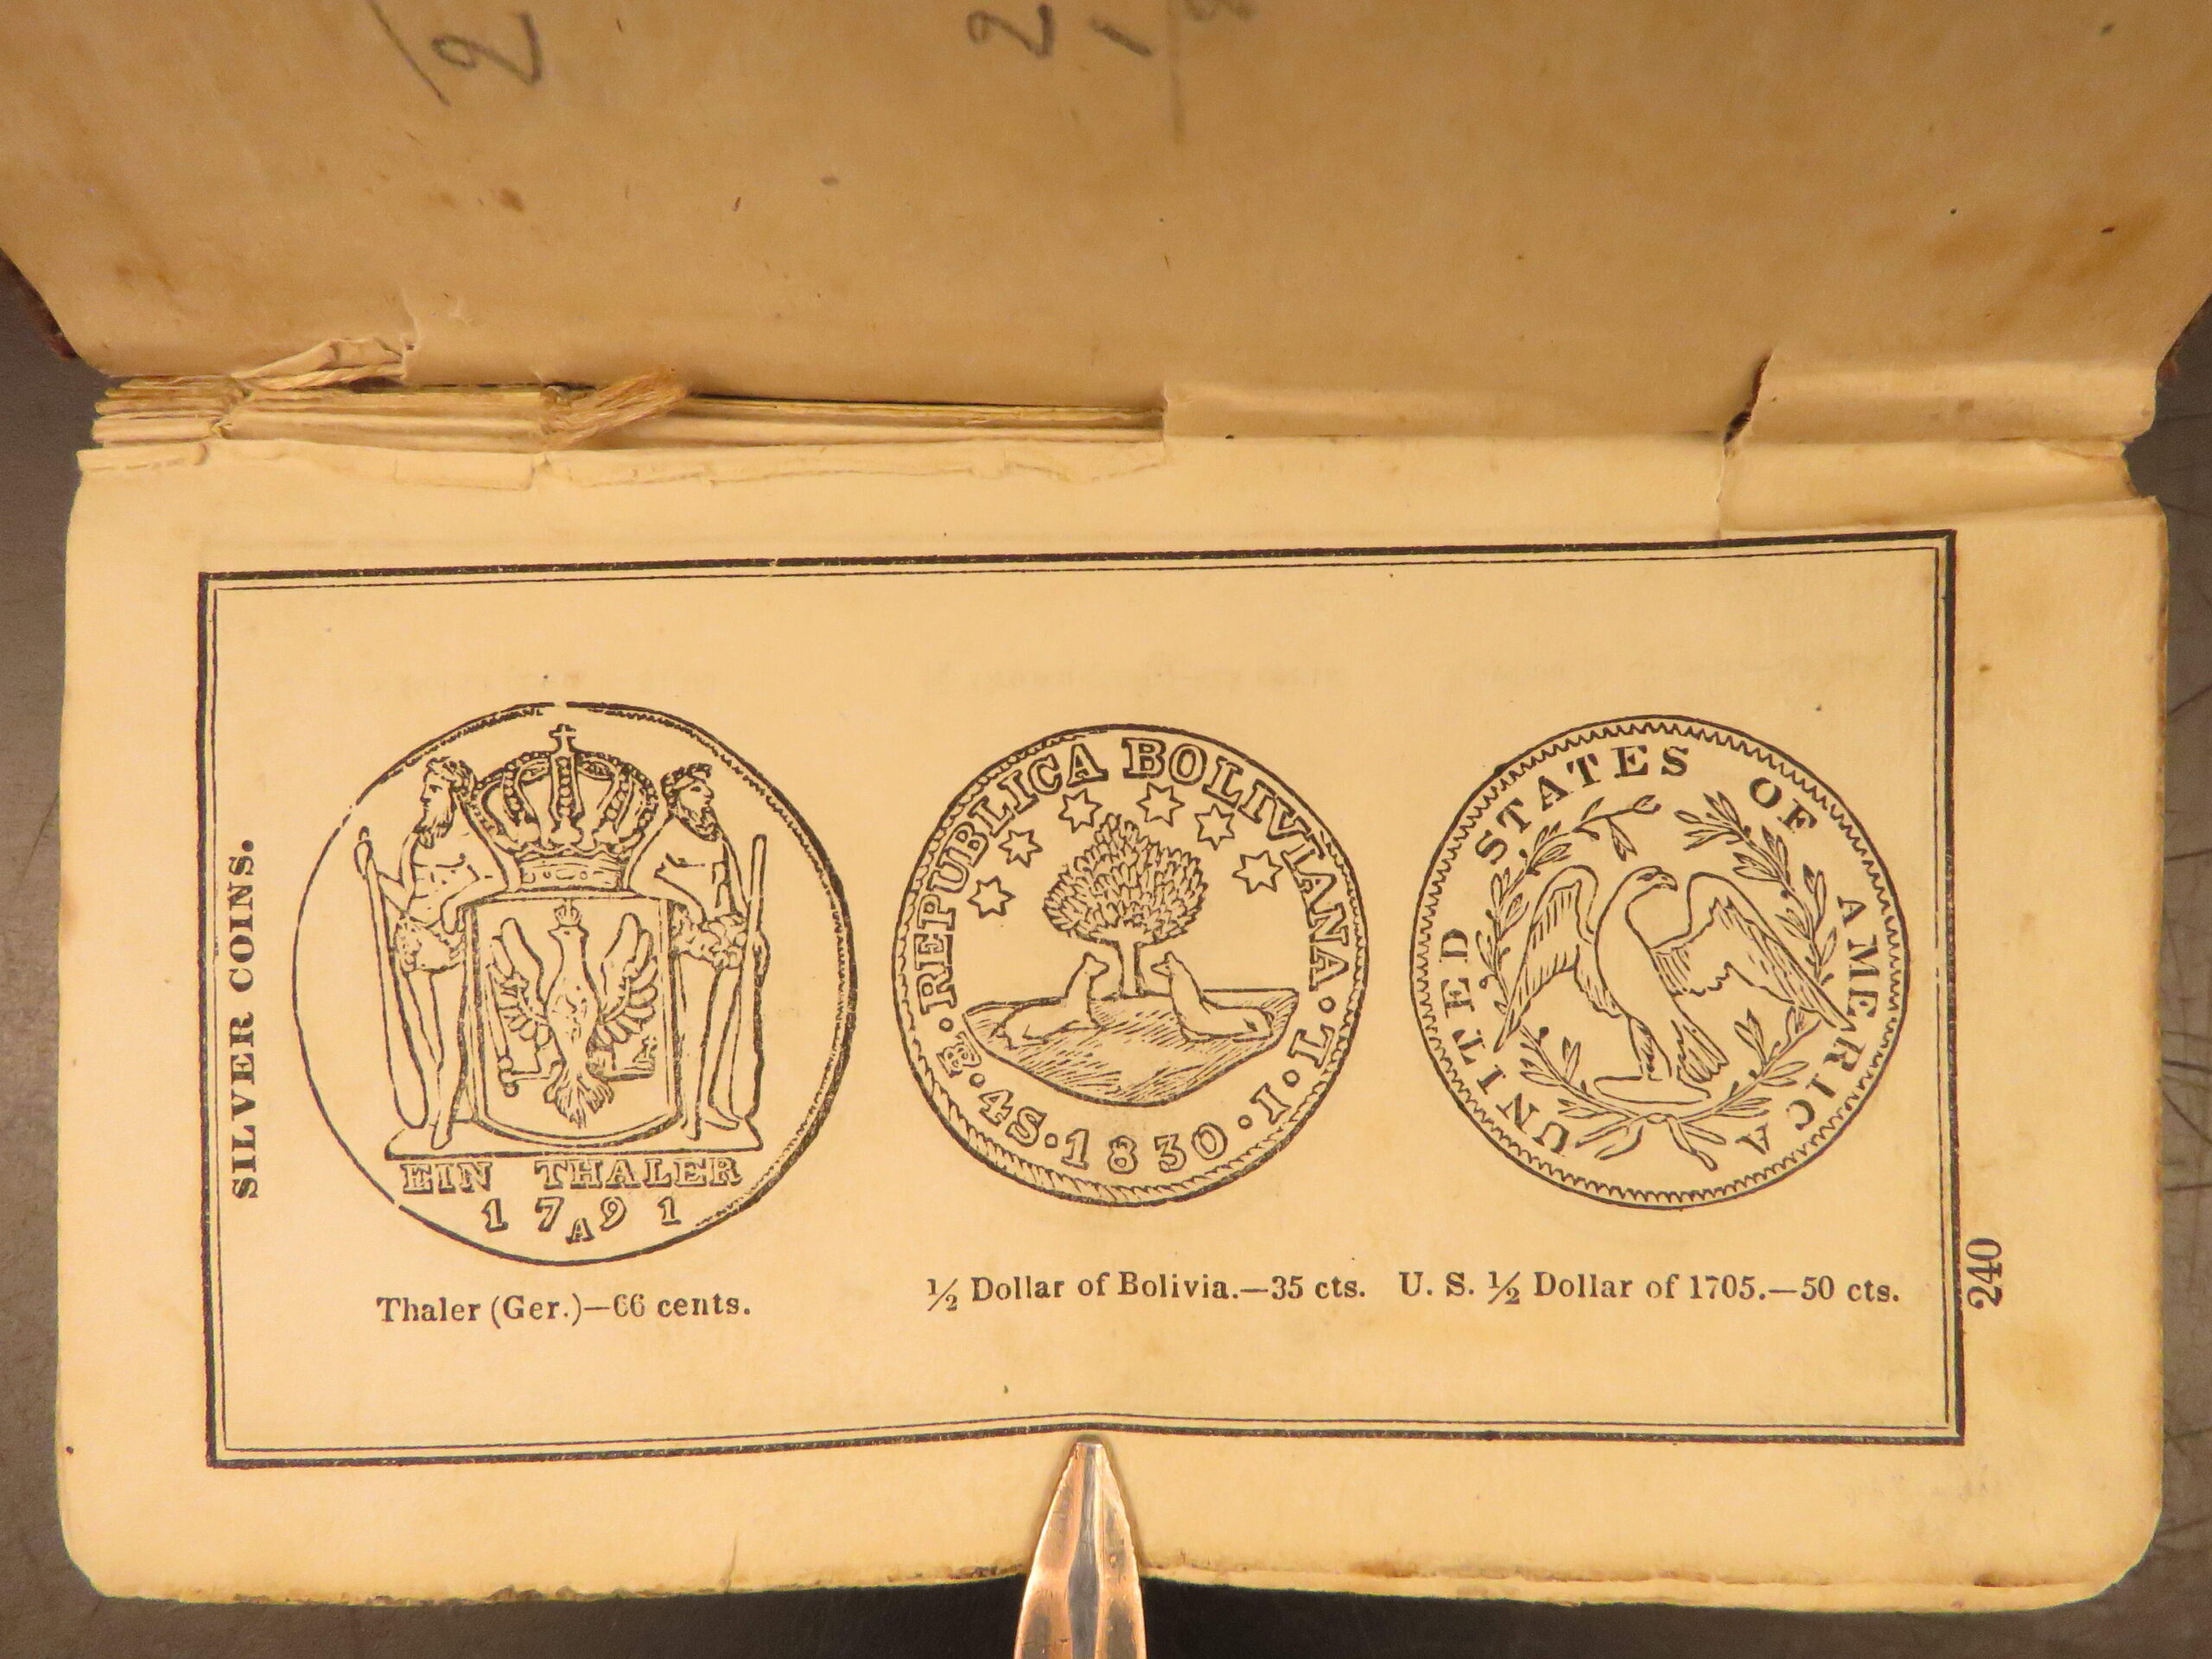 SILVER COINS.
EIN THALER
17A91
Thaler (Ger.)—66 cents.
REPUBLICA BOLIVIANA.
4S.1830.
½ Dollar of Bolivia.—35 cts.
UNITED STATES OF AMERICA
U. S. ½ Dollar of 1705.—50 cts.
240